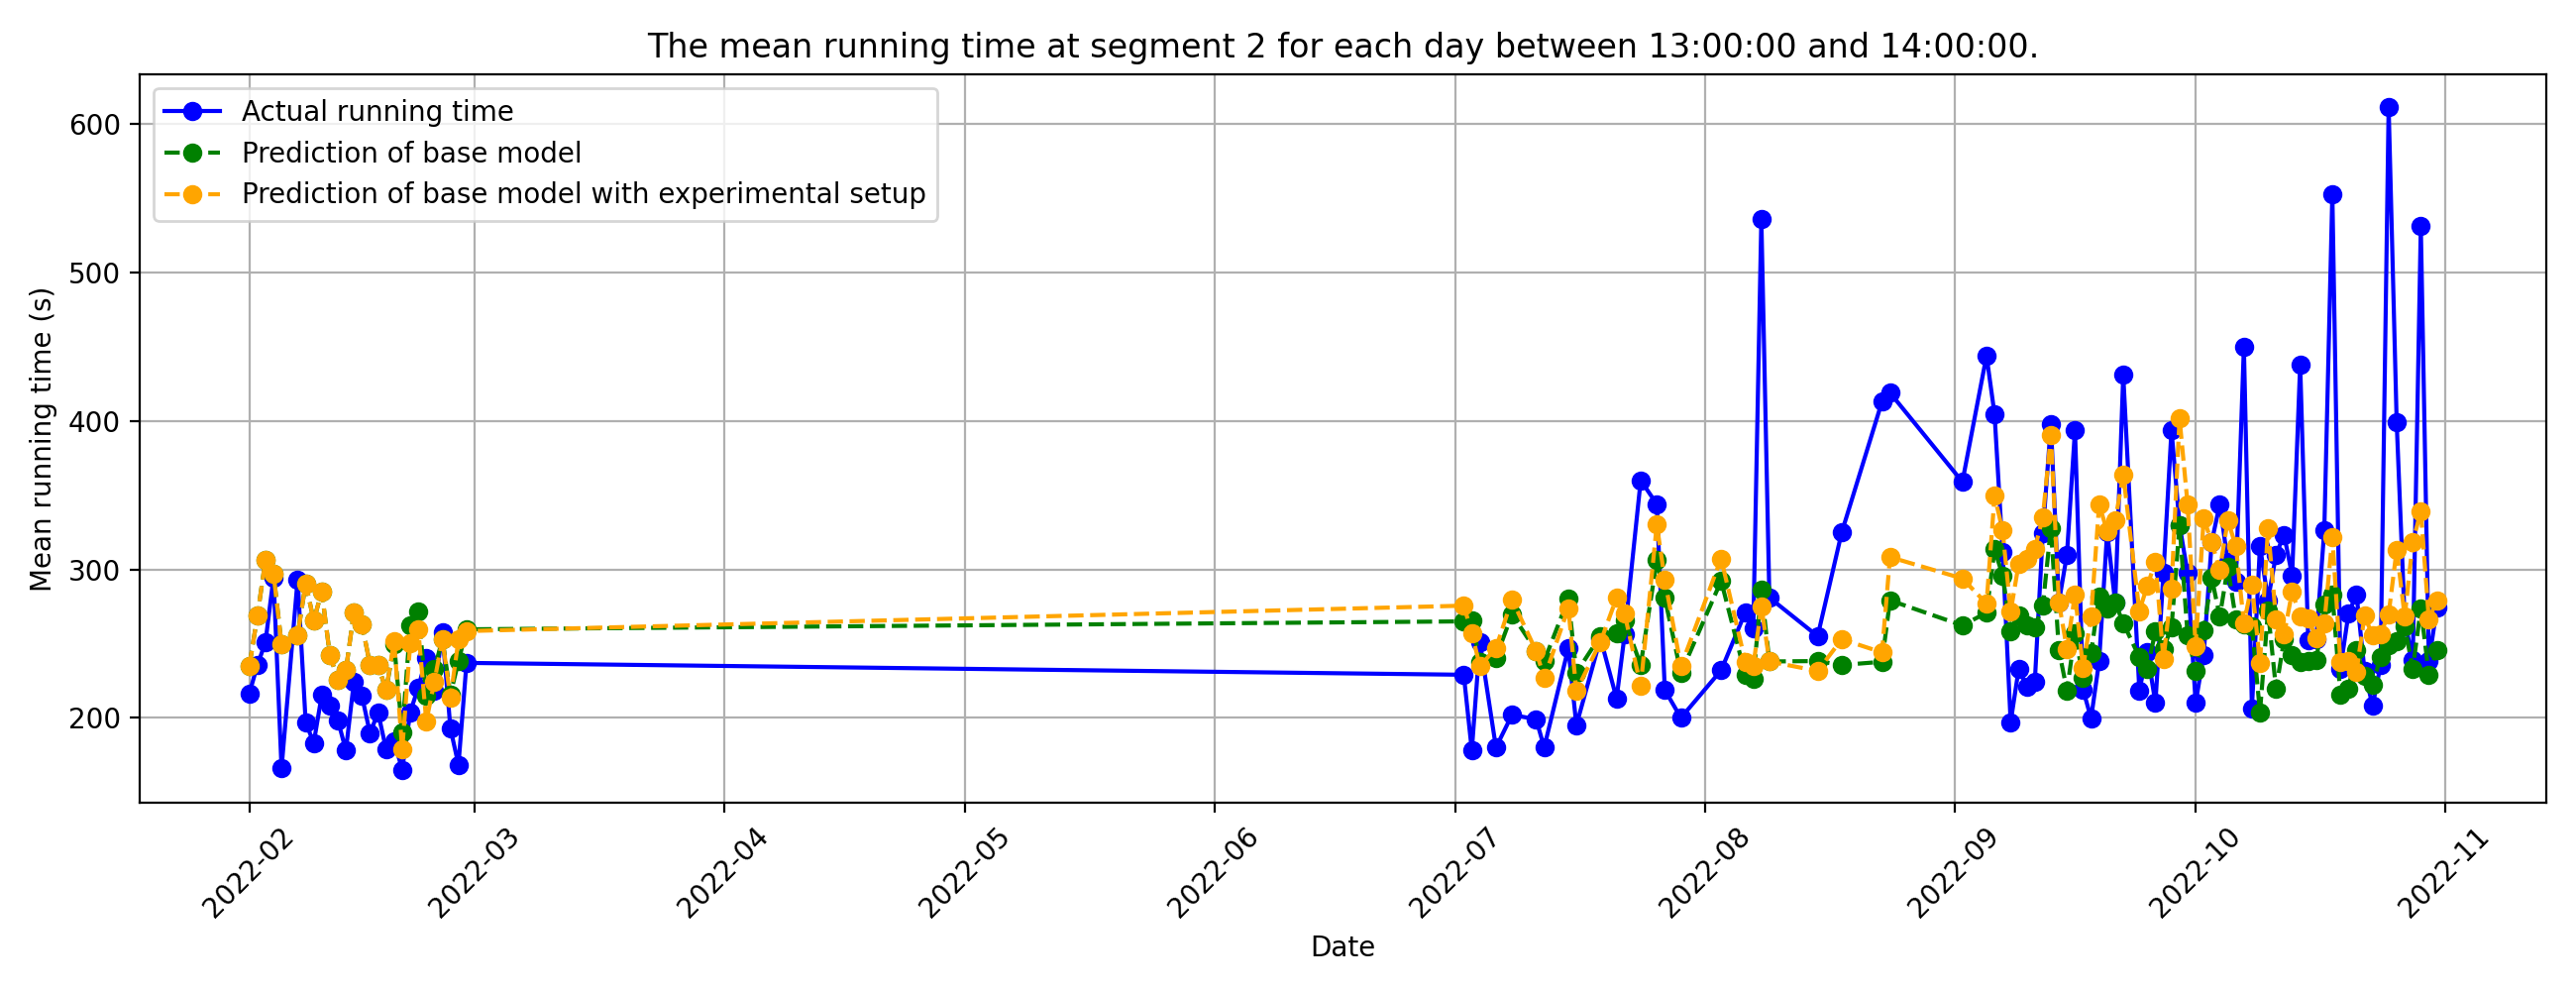 The mean running time at segment 2 for each day between 13:00:00 and 14:00:00.
Actual running time
Prediction of base model
Prediction of base model with experimental setup
Mean running time (s)
600
500
400
300
200
2022-02
2022-03
2022-04
2022-05
2022-06
2022-07
2022-08
2022-09
2022-10
2022-11
Date